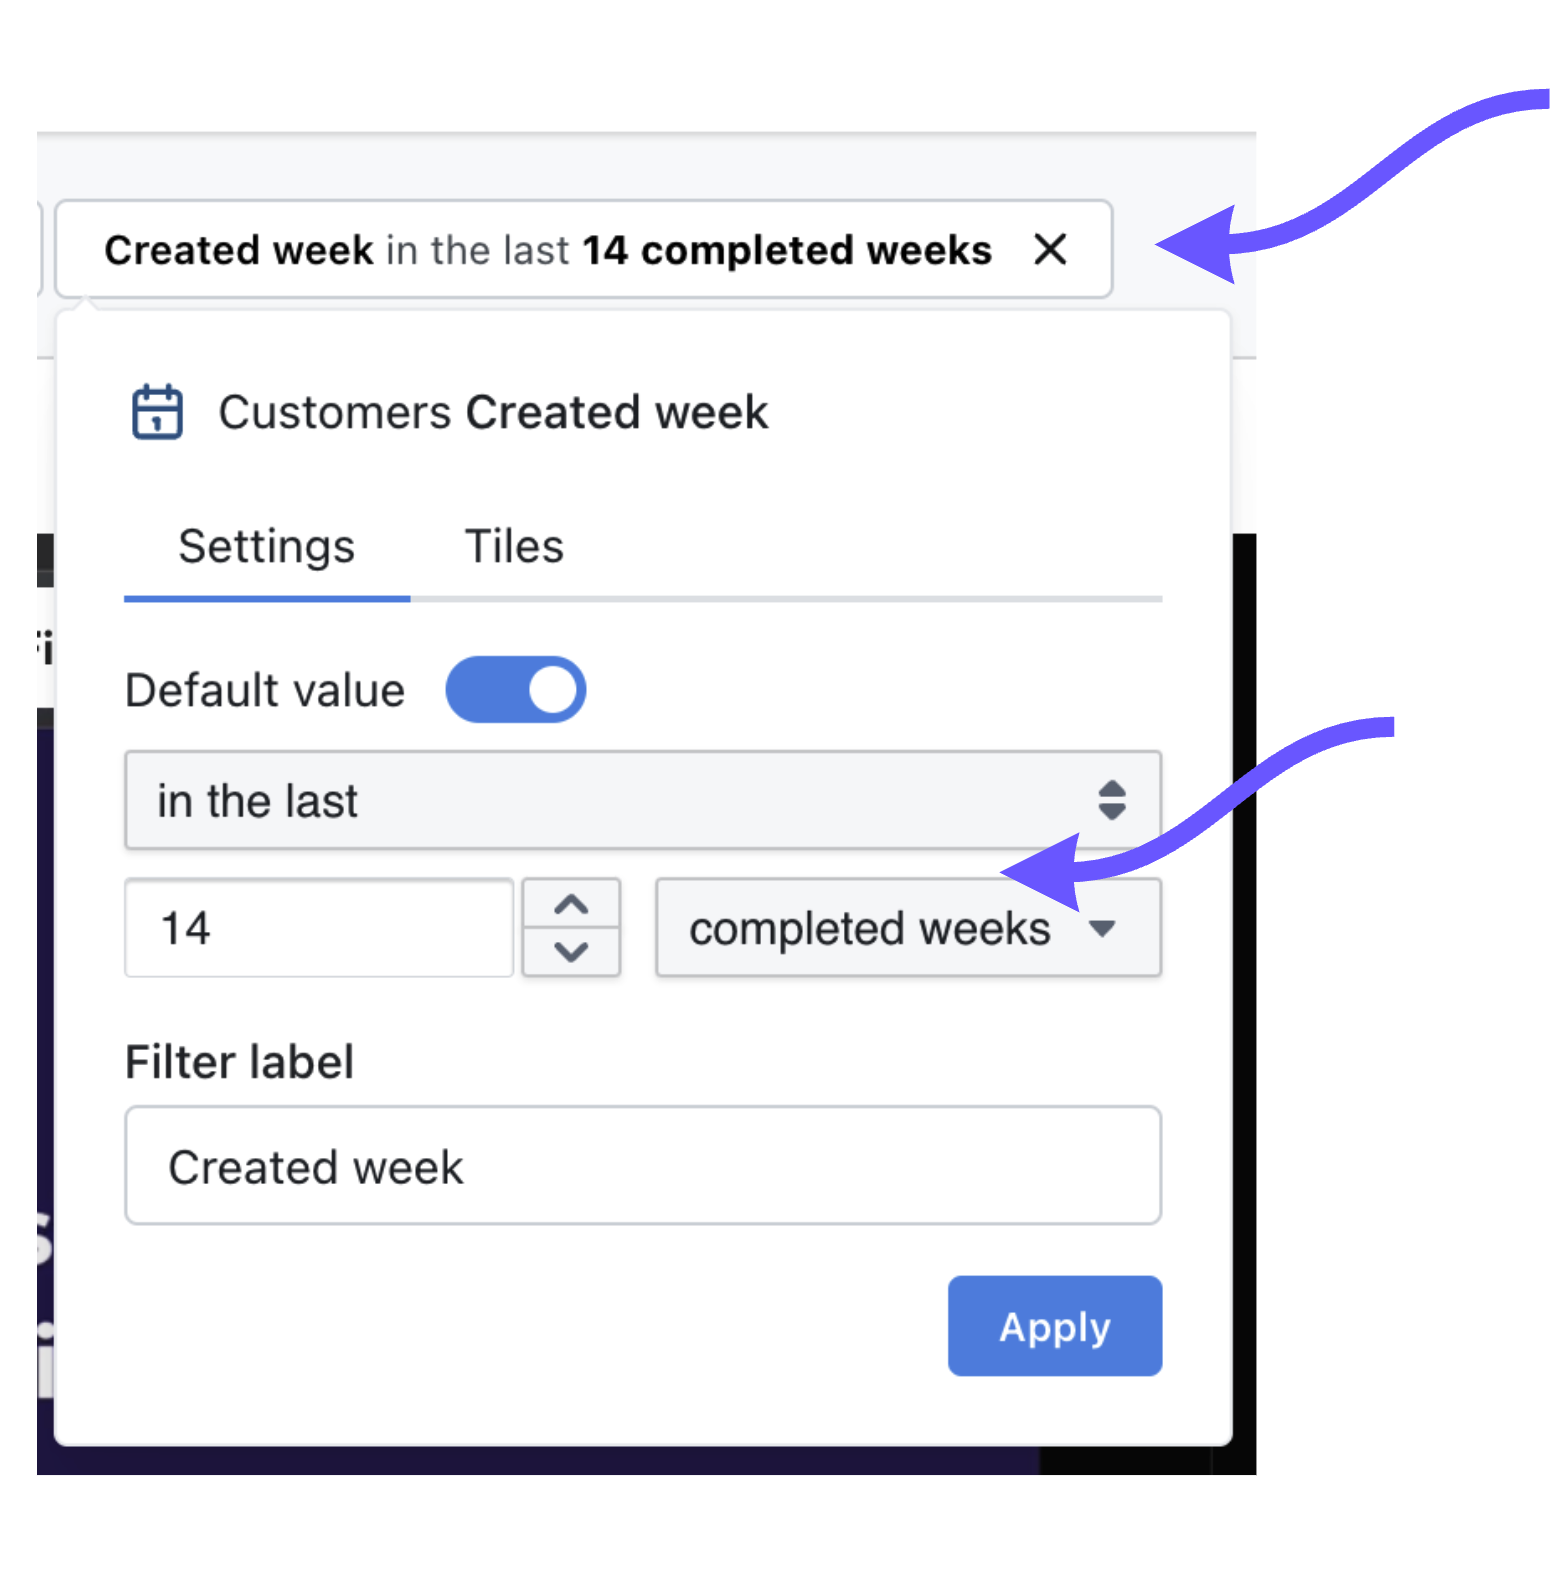 Created week in the last 14 completed weeks
Customers Created week
Settings Tiles
Default value
in the last
14 completed weeks
Filter label
Created week
Apply